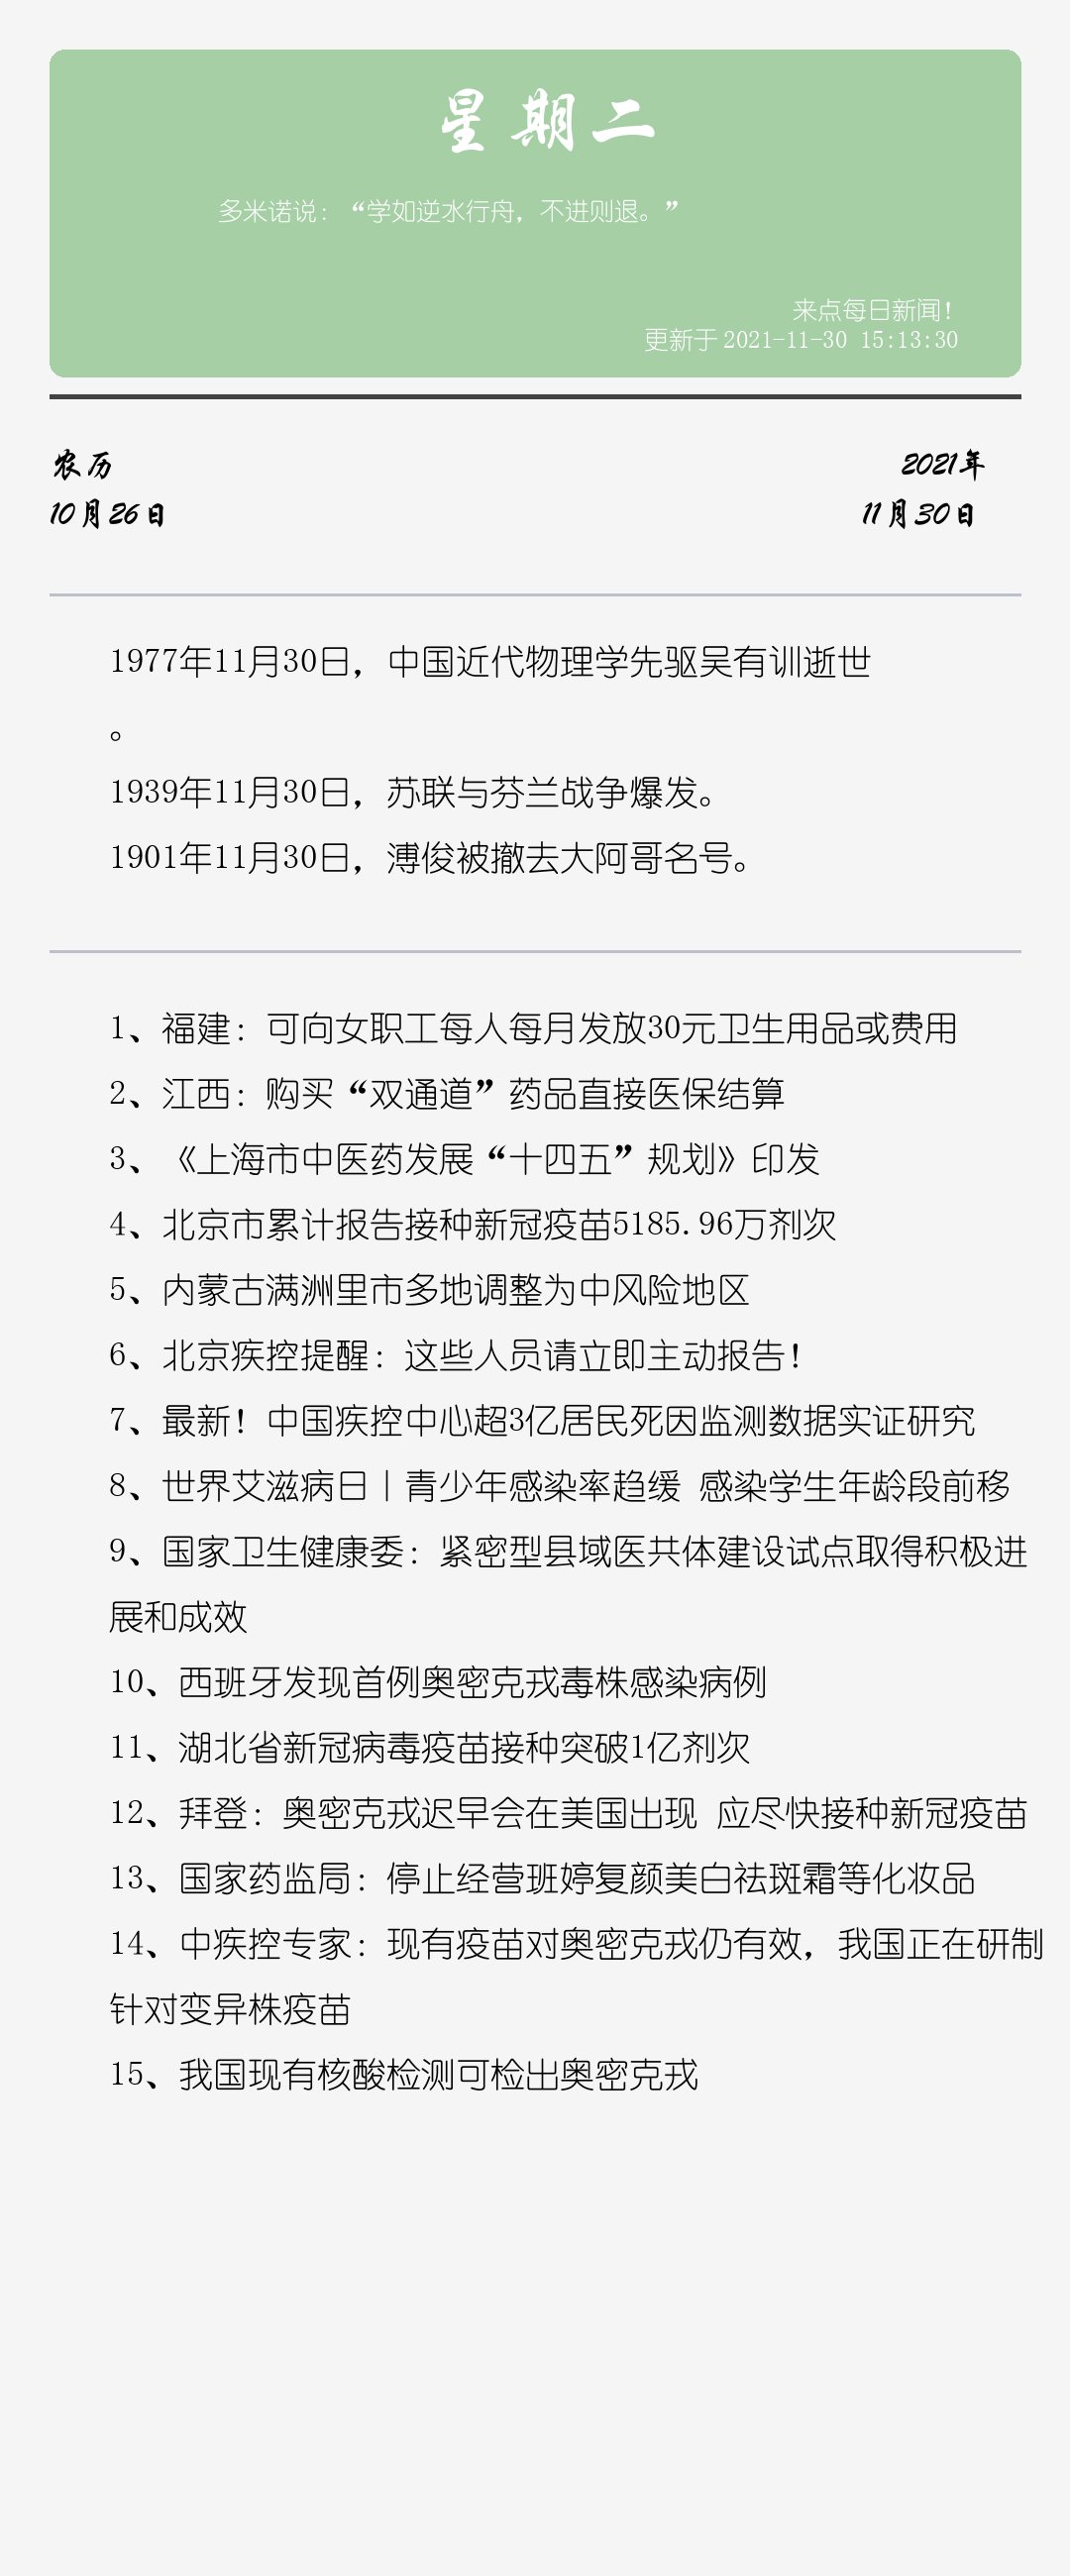 星期二
多米诺说：“学如逆水行舟，不进则退。”
来点每日新闻！
更新于2021-11-30 15:13:30
农历
2021年
10月26日
11月30日
1977年11月30日，中国近代物理学先驱吴有训逝世
。
1939年11月30日，苏联与芬兰战争爆发。
1901年11月30日，溥俊被撤去大阿哥名号。
1、福建：可向女职工每人每月发放30元卫生用品或费用
2、江西：购买“双通道”药品直接医保结算
3、《上海市中医药发展“十四五”规划》印发
4、北京市累计报告接种新冠疫苗5185.96万剂次
5、内蒙古满洲里市多地调整为中风险地区
6、北京疾控提醒：这些人员请立即主动报告！
7、最新！中国疾控中心超3亿居民死因监测数据实证研究
8、世界艾滋病日丨青少年感染率趋缓 感染学生年龄段前移
9、国家卫生健康委：紧密型县域医共体建设试点取得积极进
展和成效
10、西班牙发现首例奥密克戎毒株感染病例
11、湖北省新冠病毒疫苗接种突破1亿剂次
12、拜登：奥密克戎迟早会在美国出现 应尽快接种新冠疫苗
13、国家药监局：停止经营班婷复颜美白祛斑霜等化妆品
14、中疾控专家：现有疫苗对奥密克戎仍有效，我国正在研制
针对变异株疫苗
15、我国现有核酸检测可检出奥密克戎